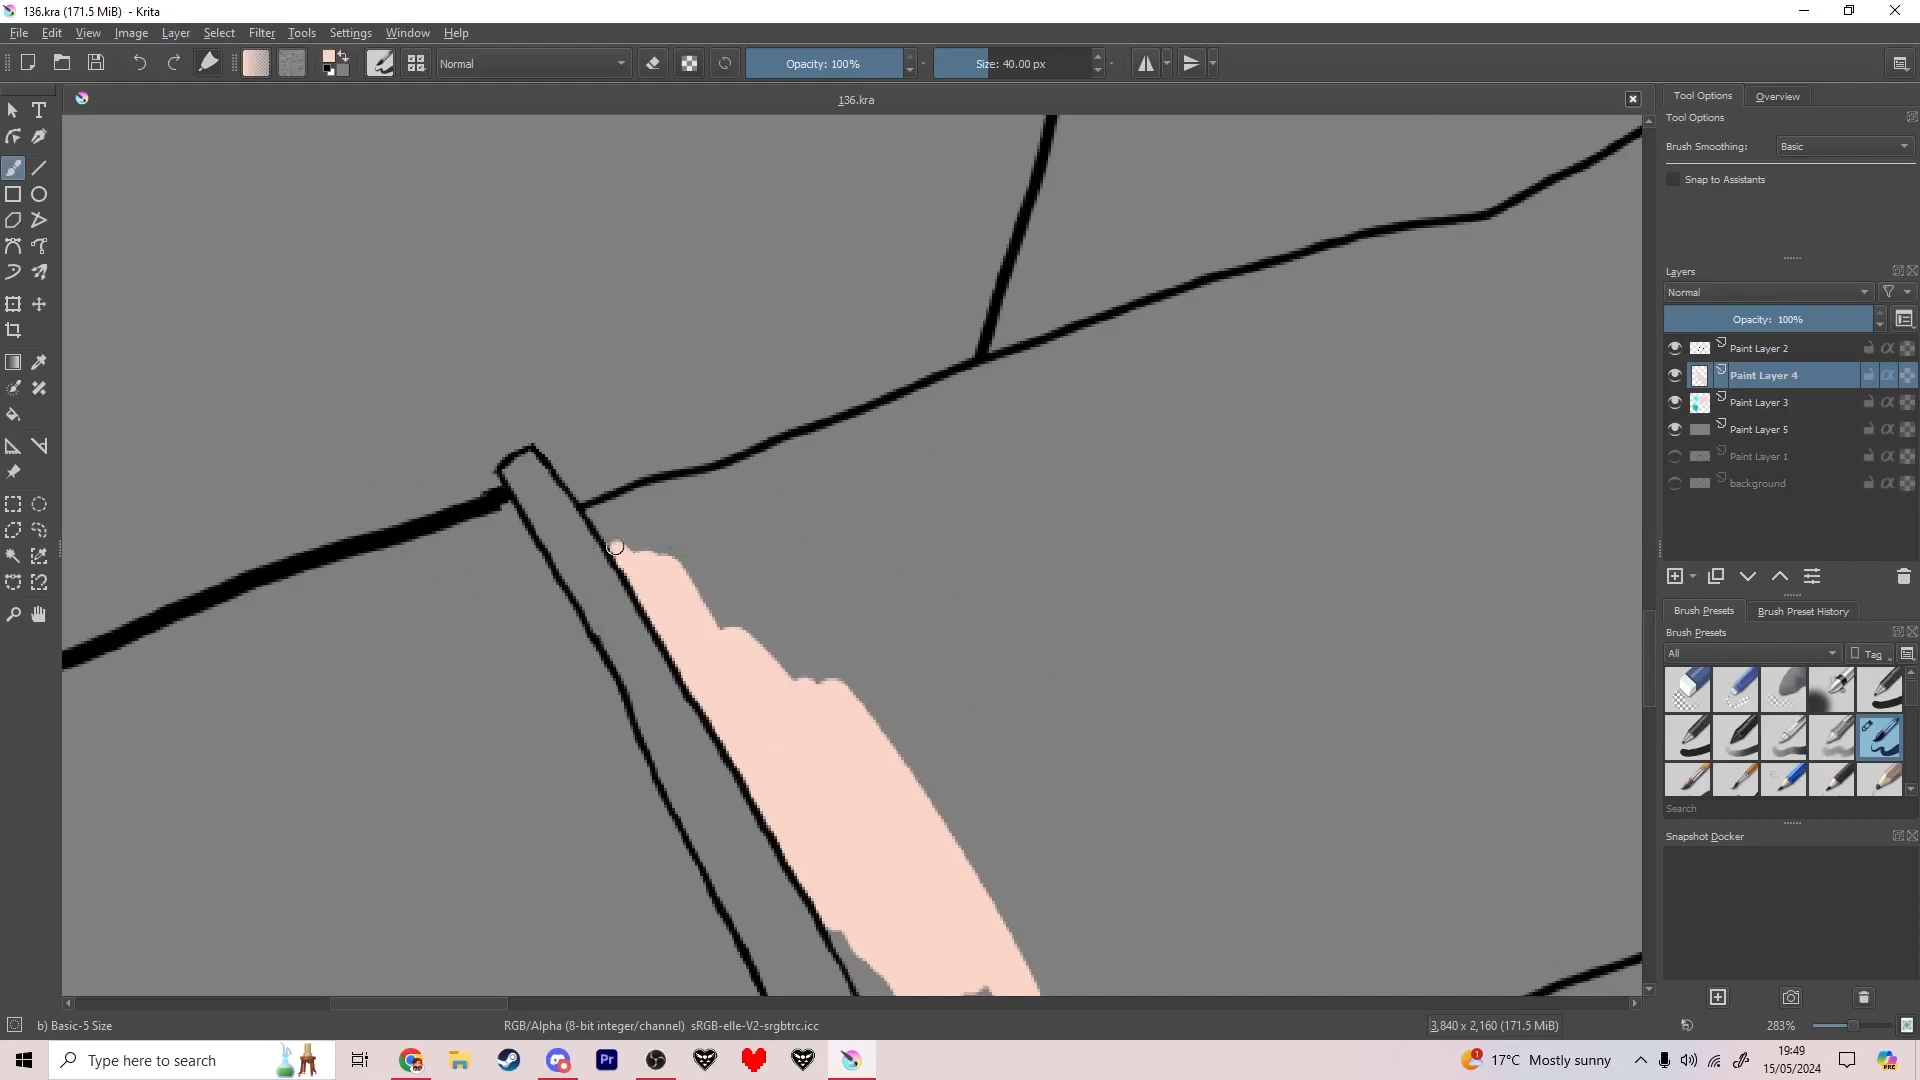 136.kra (171.5 MiB) - Krita
File Edit View Image Layer Select Filter Tools Settings Window Help
Normal
Opacity: 100%
Size: 40.00 px
136.kra
Tool Options Overview
Tool Options
Brush Smoothing: Basic
Snap to Assistants
Layers
Normal
Opacity: 100%
Paint Layer 2
Paint Layer 4
Paint Layer 3
Paint Layer 5
Paint Layer 1
background
Brush Presets Brush Preset History
Brush Presets
All Tag
Search
Snapshot Docker
b) Basic-5 Size
RGB/Alpha (8-bit integer/channel) sRGB-elle-V2-srgbtrc.icc
3,840 x 2,160 (171.5 MiB)
283%
Type here to search
Pr
1
17°C Mostly sunny
19:49
15/05/2024
PRE